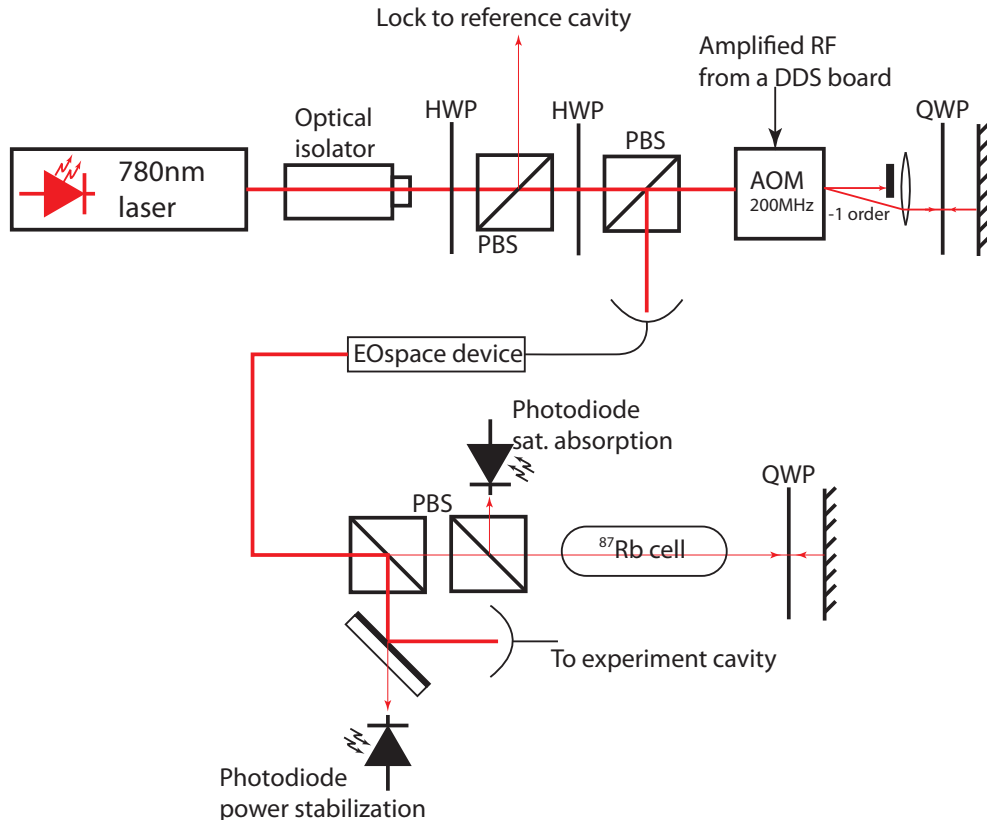 Lock to reference cavity
Amplified RF
from a DDS board
HWP
HWP
QWP
Optical
isolator
PBS
780nm
laser
AOM
200MHz
-1 order
PBS
EOspace device
Photodiode
sat. absorption
QWP
PBS
⁸⁷Rb cell
To experiment cavity
Photodiode
power stabilization